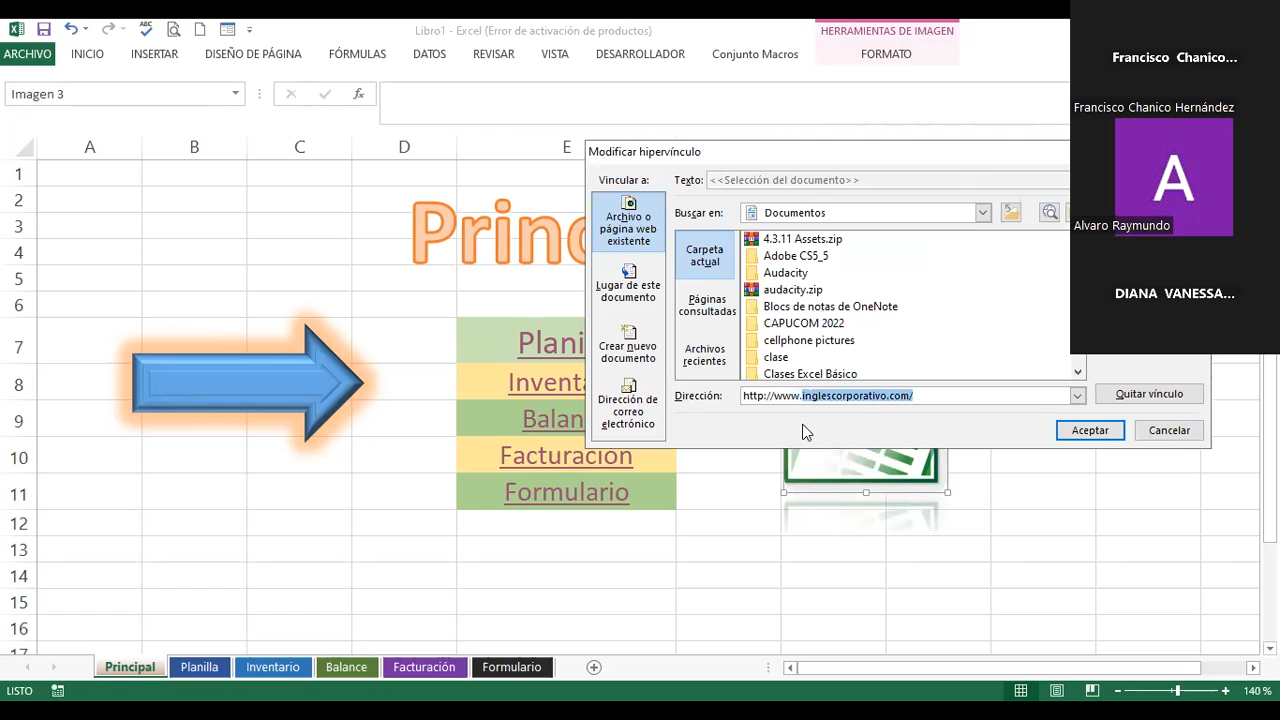 Libro1 - Excel (Error de activación de productos)
HERRAMIENTAS DE IMAGEN
ARCHIVO INICIO INSERTAR DISEÑO DE PÁGINA FÓRMULAS DATOS REVISAR VISTA DESARROLLADOR Conjunto Macros FORMATO
Francisco Chanico...
Francisco Chanico Hernández
A
Alvaro Raymundo
DIANA VANESSA...
Imagen 3
fx
A B C D E
1
2
3
4
5
6
7
8
9
10
11
12
13
14
15
16
17
Planil
Inventa
Balan
Facturación
Formulario
Modificar hipervínculo
Vincular a:
Texto: <<Selección del documento>>
Archivo o
página web
existente
Lugar de este
documento
Crear nuevo
documento
Dirección de
correo
electrónico
Buscar en: Documentos
Carpeta
actual
Páginas
consultadas
Archivos
recientes
4.3.11 Assets.zip
Adobe CS5_5
Audacity
audacity.zip
Blocs de notas de OneNote
CAPUCOM 2022
cellphone pictures
clase
Clases Excel Básico
Dirección: http://www.inglescorporativo.com/
Quitar vínculo
Aceptar Cancelar
Principal Planilla Inventario Balance Facturación Formulario
LISTO
140 %